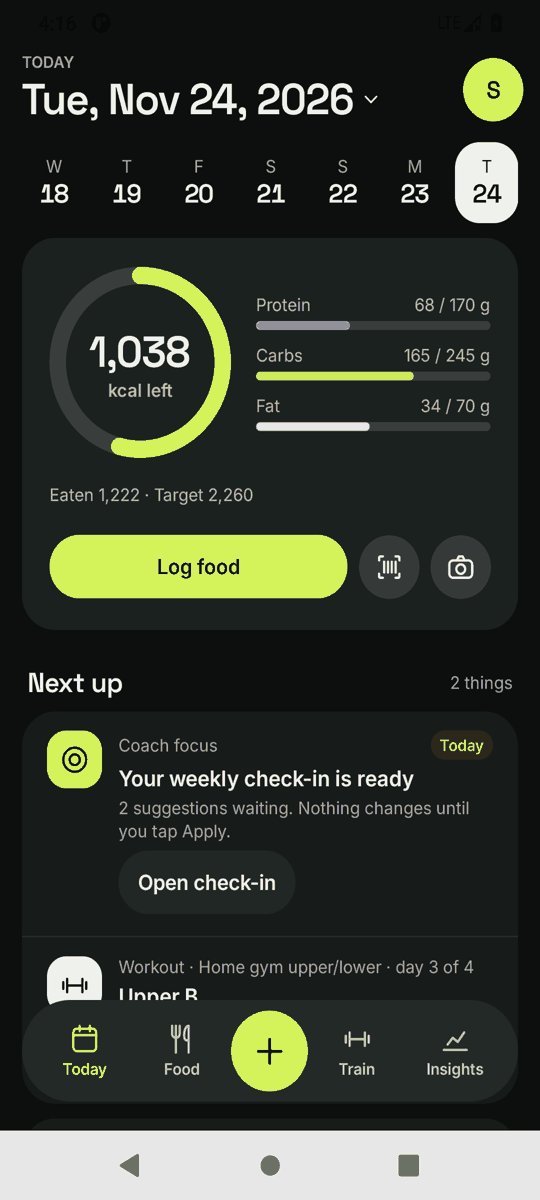 4:16
LTE
TODAY
Tue, Nov 24, 2026
S
W T F S S M T
18 19 20 21 22 23 24
1,038
kcal left
Protein 68 / 170 g
Carbs 165 / 245 g
Fat 34 / 70 g
Eaten 1,222 · Target 2,260
Log food
Next up 2 things
Coach focus Today
Your weekly check-in is ready
2 suggestions waiting. Nothing changes until
you tap Apply.
Open check-in
Workout · Home gym upper/lower · day 3 of 4
Upper B
Today Food Train Insights